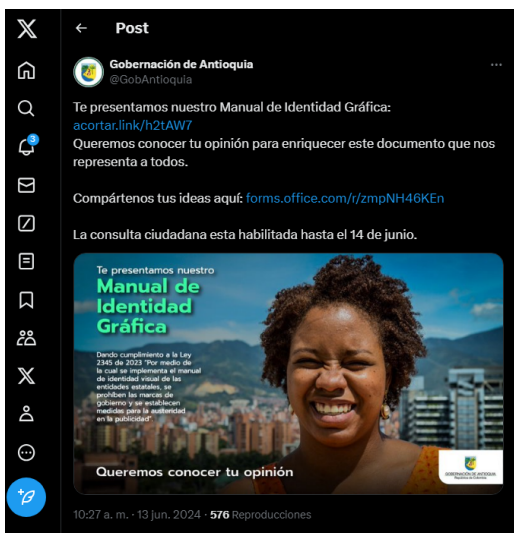 Post
Gobernación de Antioquia
@GobAntioquia
Te presentamos nuestro Manual de Identidad Gráfica:
acortar.link/h2tAW7
Queremos conocer tu opinión para enriquecer este documento que nos
representa a todos.
Compártenos tus ideas aquí: forms.office.com/r/zmpNH46KEn
La consulta ciudadana esta habilitada hasta el 14 de junio.
3
Te presentamos nuestro
Manual de
Identidad
Gráfica
Dando cumplimiento a la Ley
2345 de 2023 "Por medio de
la cual se implementa el manual
de identidad visual de las
entidades estatales, se
prohíben las marcas de
gobierno y se establecen
medidas para la austeridad
en la publicidad"
Queremos conocer tu opinión
GOBERNACIÓN DE ANTIOQUIA
República de Colombia
10:27 a. m. · 13 jun. 2024 · 576 Reproducciones